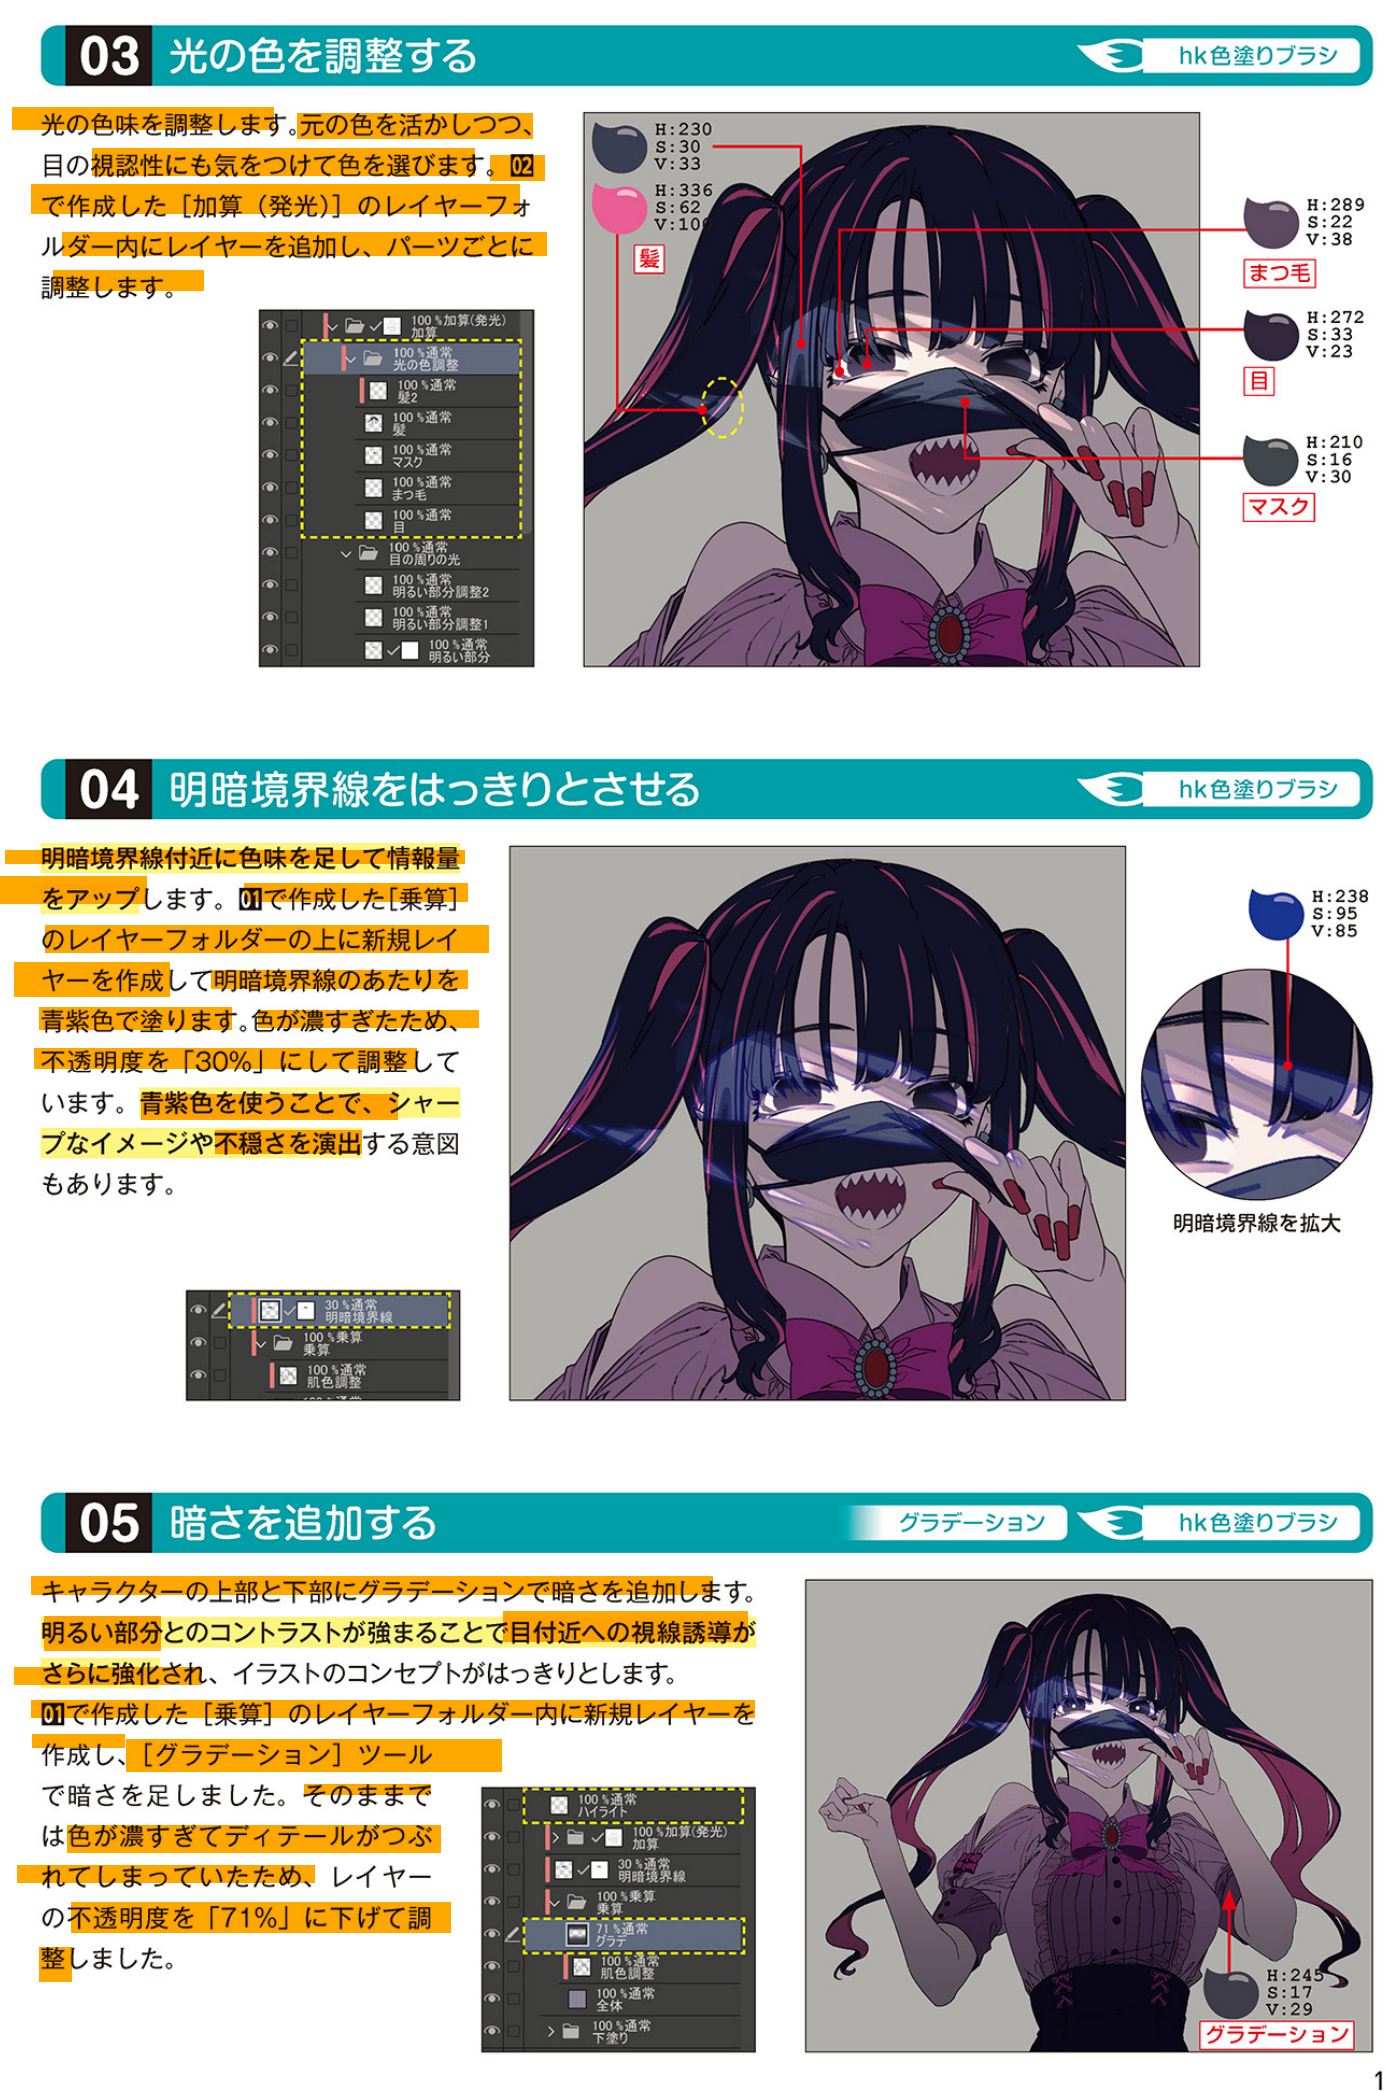 03 光の色を調整する
hk色塗りブラシ
光の色味を調整します。元の色を活かしつつ、
目の視認性にも気をつけて色を選びます。02
で作成した［加算（発光)］のレイヤーフォ
ルダー内にレイヤーを追加し、パーツごとに
調整します。
100 %加算(発光)
加算
100 %通常
光の色調整
100 %通常
髪2
100 %通常
髪
100 %通常
マスク
100 %通常
まつ毛
100 %通常
目
100 %通常
目の周りの光
100 %通常
明るい部分調整2
100 %通常
明るい部分調整1
100 %通常
明るい部分
H:230
S:30
V:33
H:336
S:62
V:100
髪
H:289
S:22
V:38
まつ毛
H:272
S:33
V:23
目
H:210
S:16
V:30
マスク
04 明暗境界線をはっきりとさせる
hk色塗りブラシ
明暗境界線付近に色味を足して情報量
をアップします。01で作成した［乗算］
のレイヤーフォルダーの上に新規レイ
ヤーを作成して明暗境界線のあたりを
青紫色で塗ります。色が濃すぎたため、
不透明度を「30%」にして調整して
います。青紫色を使うことで、シャー
プなイメージや不穏さを演出する意図
もあります。
30 %通常
明暗境界線
100 %乗算
乗算
100 %通常
肌色調整
H:238
S:95
V:85
明暗境界線を拡大
05 暗さを追加する
グラデーション
hk色塗りブラシ
キャラクターの上部と下部にグラデーションで暗さを追加します。
明るい部分とのコントラストが強まることで目付近への視線誘導が
さらに強化され、イラストのコンセプトがはっきりとします。
01で作成した［乗算］のレイヤーフォルダー内に新規レイヤーを
作成し、［グラデーション］ツール
で暗さを足しました。そのままで
は色が濃すぎてディテールがつぶ
れてしまっていたため、レイヤー
の不透明度を「71%」に下げて調
整しました。
100 %通常
ハイライト
100 %加算(発光)
加算
30 %通常
明暗境界線
100 %乗算
乗算
71 %通常
グラデ
100 %通常
肌色調整
100 %通常
全体
100 %通常
下塗り
H:245
S:17
V:29
グラデーション
1